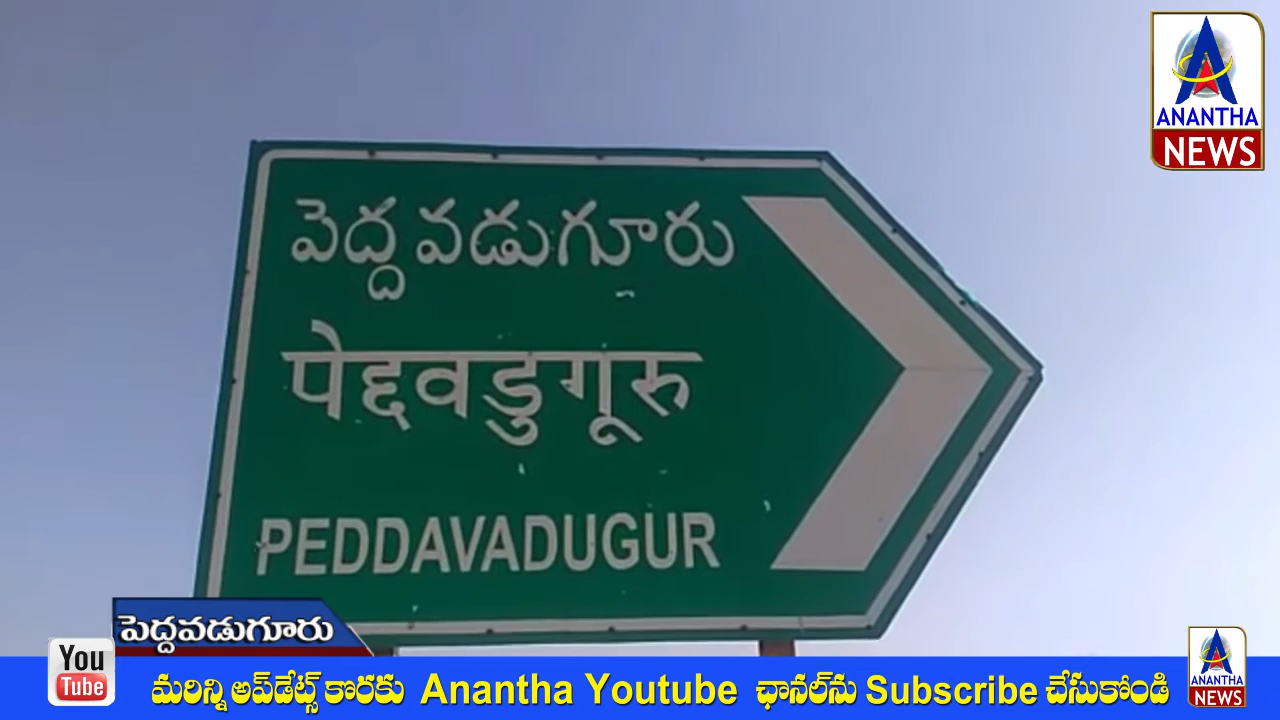 ANANTHA
NEWS
పెద్దవడుగూరు
पेद्दवडुगूरु
PEDDAVADUGUR
పెద్దవడుగూరు
You
Tube
మరిన్ని అప్‌డేట్స్ కొరకు Anantha Youtube ఛానల్‌ను Subscribe చేసుకోండి
ANANTHA
NEWS